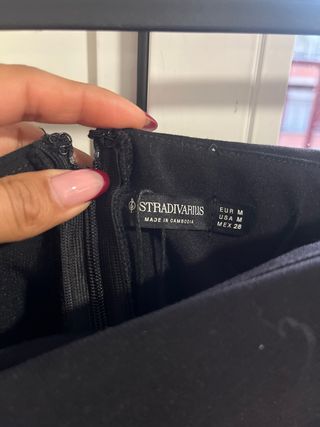 STRADIVARIUS
MADE IN CAMBODIA
EUR M
USA M
MEX 28